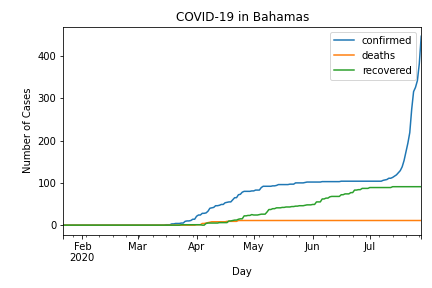 COVID-19 in Bahamas
confirmed
deaths
recovered
Number of Cases
400
300
200
100
0
Feb
2020
Mar
Apr
May
Jun
Jul
Day